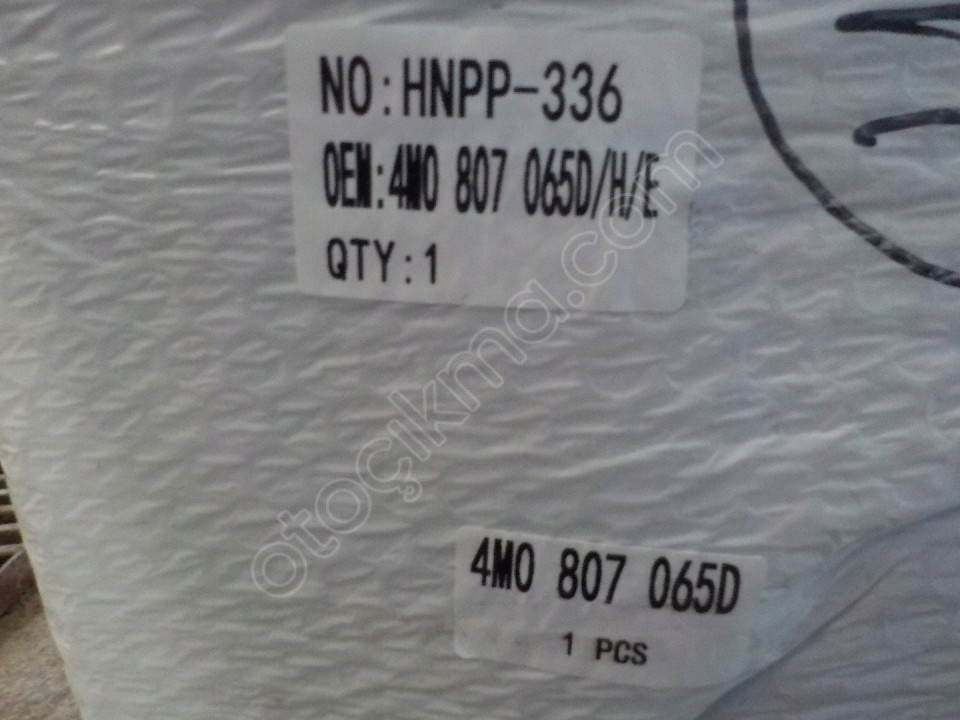 NO:HNPP-336
OEM:4M0 807 065D/H/E
QTY:1
otoçıkma.com
4M0 807 065D
1 PCS